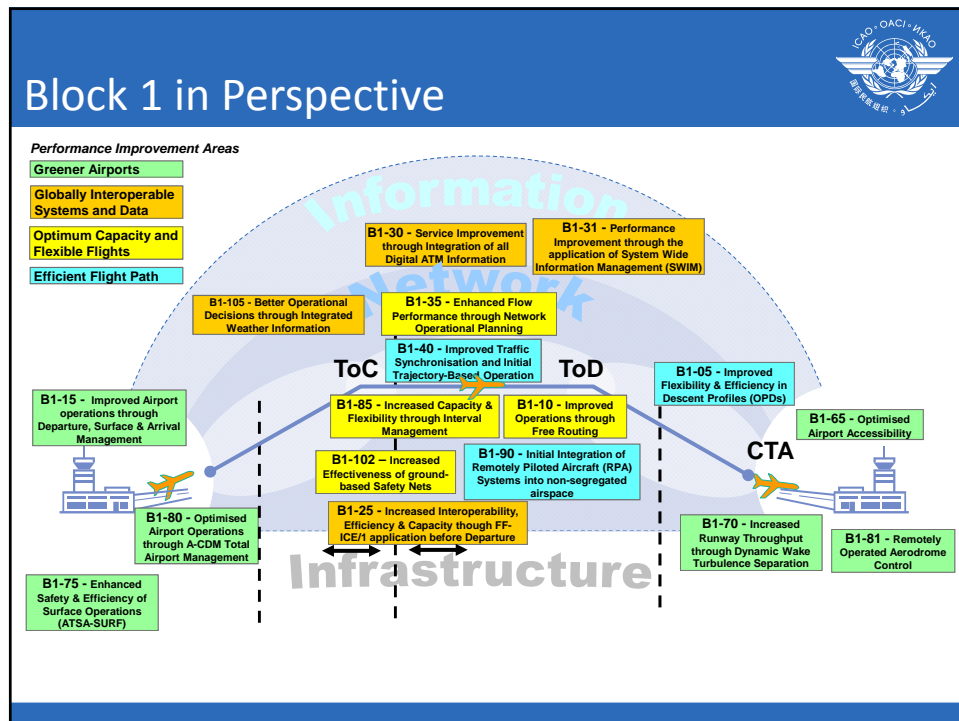 Block 1 in Perspective
ICAO · OACI · ИКАО
国际民航组织 · إيكاو
Performance Improvement Areas
Greener Airports
Globally Interoperable
Systems and Data
Optimum Capacity and
Flexible Flights
Efficient Flight Path
Information
B1-30 - Service Improvement
through Integration of all
Digital ATM Information
B1-31 - Performance
Improvement through the
application of System Wide
Information Management (SWIM)
Network
B1-105 - Better Operational
Decisions through Integrated
Weather Information
B1-35 - Enhanced Flow
Performance through Network
Operational Planning
B1-40 - Improved Traffic
Synchronisation and Initial
Trajectory-Based Operation
ToC
ToD
B1-05 - Improved
Flexibility & Efficiency in
Descent Profiles (OPDs)
B1-15 - Improved Airport
operations through
Departure, Surface & Arrival
Management
B1-85 - Increased Capacity &
Flexibility through Interval
Management
B1-10 - Improved
Operations through
Free Routing
B1-65 - Optimised
Airport Accessibility
CTA
B1-102 – Increased
Effectiveness of ground-
based Safety Nets
B1-90 - Initial Integration of
Remotely Piloted Aircraft (RPA)
Systems into non-segregated
airspace
B1-80 - Optimised
Airport Operations
through A-CDM Total
Airport Management
B1-25 - Increased Interoperability,
Efficiency & Capacity though FF-
ICE/1 application before Departure
B1-70 - Increased
Runway Throughput
through Dynamic Wake
Turbulence Separation
B1-81 - Remotely
Operated Aerodrome
Control
Infrastructure
B1-75 - Enhanced
Safety & Efficiency of
Surface Operations
(ATSA-SURF)